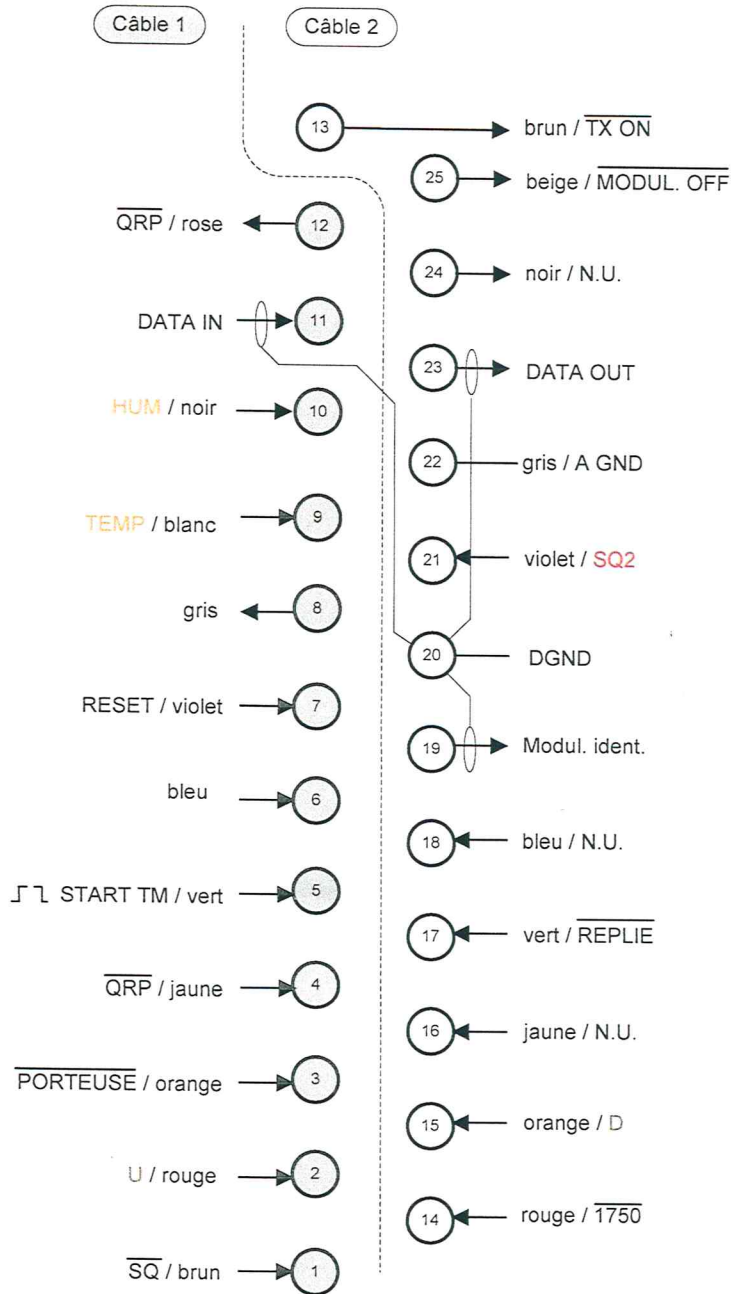 Câble 1
Câble 2
13
brun / TX ON
25
beige / MODUL. OFF
QRP / rose
12
24
noir / N.U.
DATA IN
11
23
DATA OUT
HUM / noir
10
22
gris / A GND
TEMP / blanc
9
21
violet / SQ2
gris
8
20
DGND
RESET / violet
7
19
Modul. ident.
bleu
6
18
bleu / N.U.
START TM / vert
5
17
vert / REPLIE
QRP / jaune
4
16
jaune / N.U.
PORTEUSE / orange
3
15
orange / D
U / rouge
2
14
rouge / 1750
SQ / brun
1